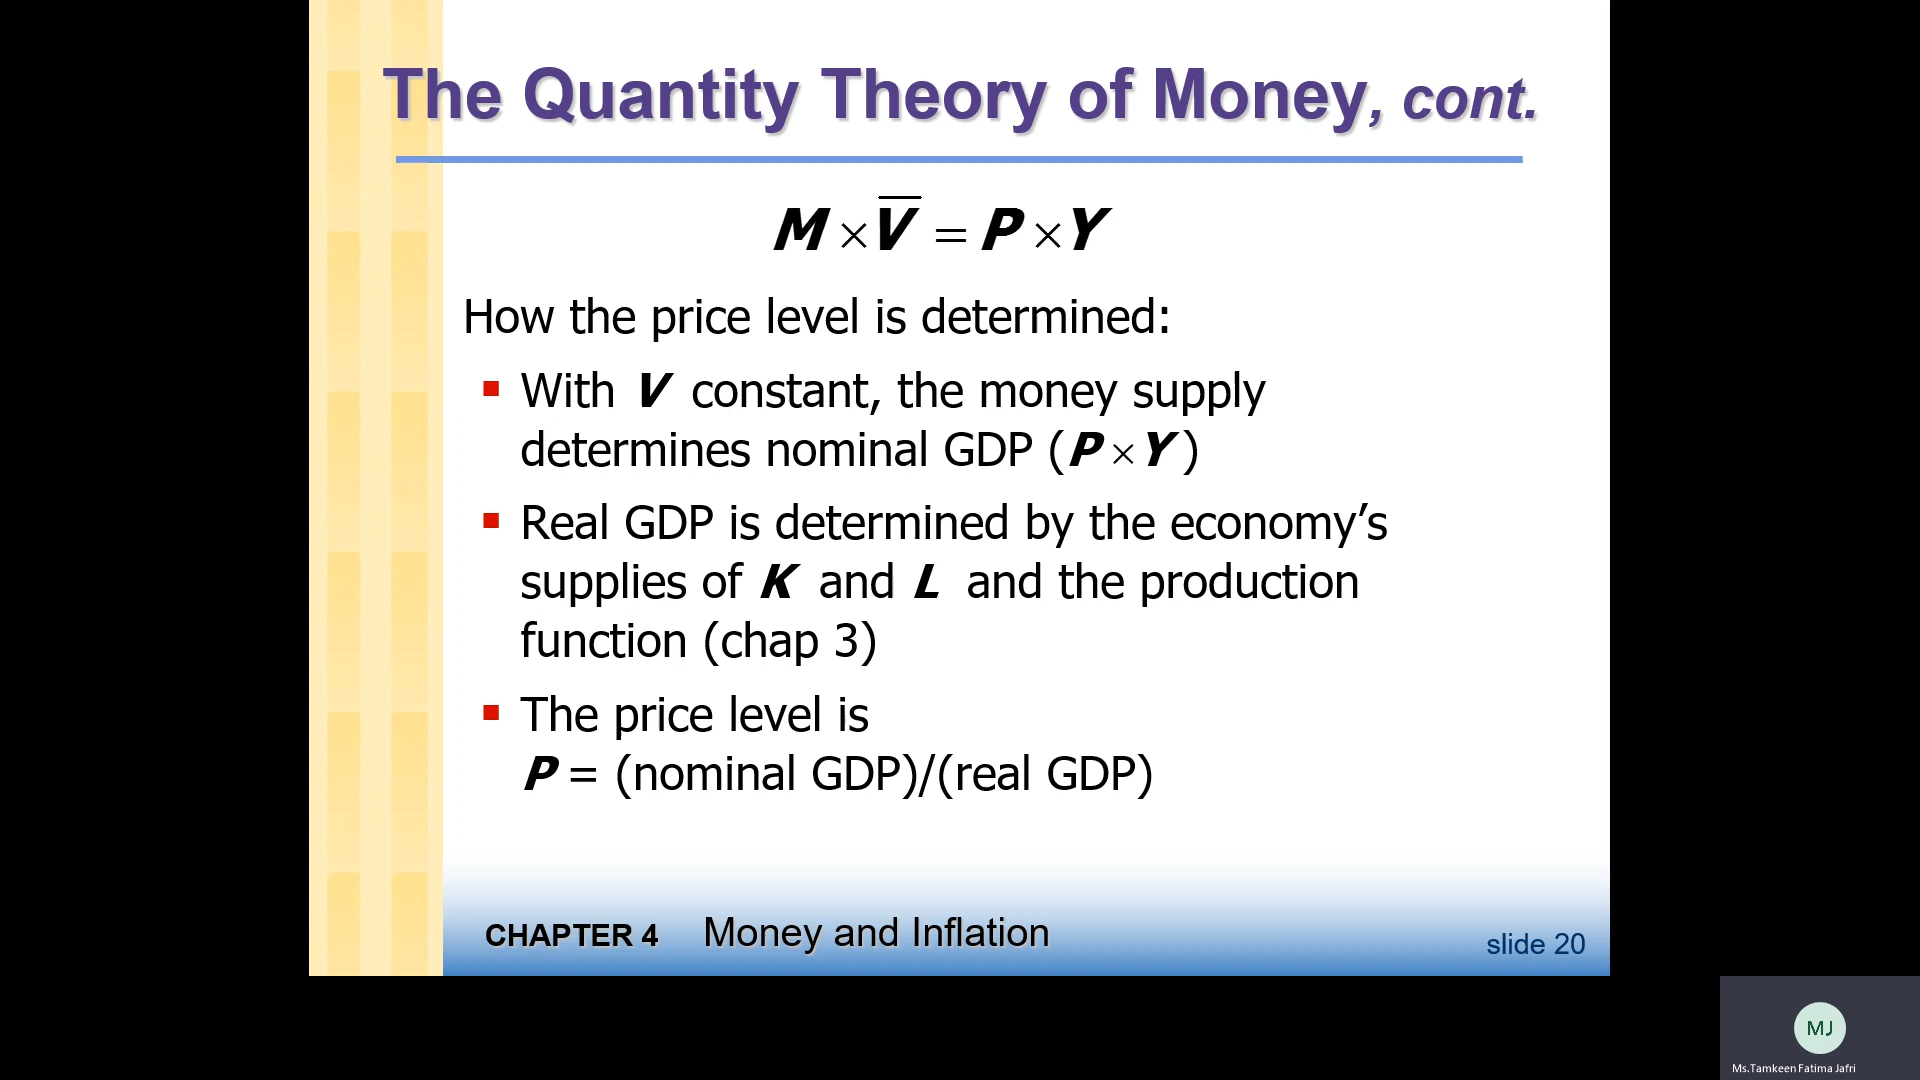 The Quantity Theory of Money, cont.
M × V̅ = P × Y
How the price level is determined:
▪ With V constant, the money supply
determines nominal GDP (P × Y )
▪ Real GDP is determined by the economy’s
supplies of K and L and the production
function (chap 3)
▪ The price level is
P = (nominal GDP)/(real GDP)
CHAPTER 4 Money and Inflation
slide 20
MJ
Ms.Tamkeen Fatima Jafri